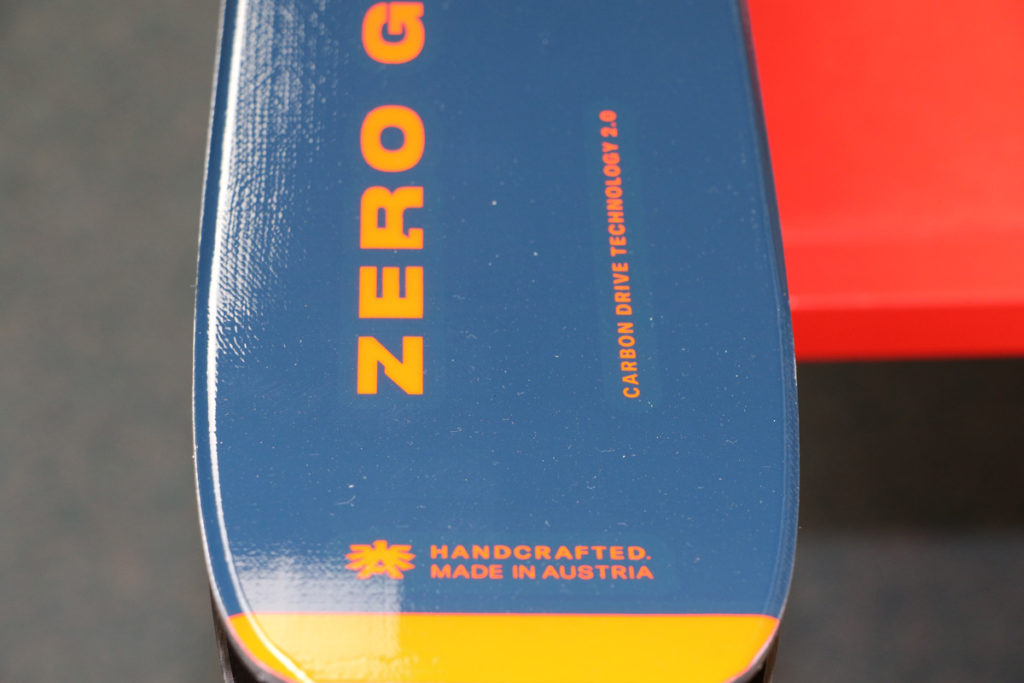 ZERO G
CARBON DRIVE TECHNOLOGY 2.0
HANDCRAFTED.
MADE IN AUSTRIA